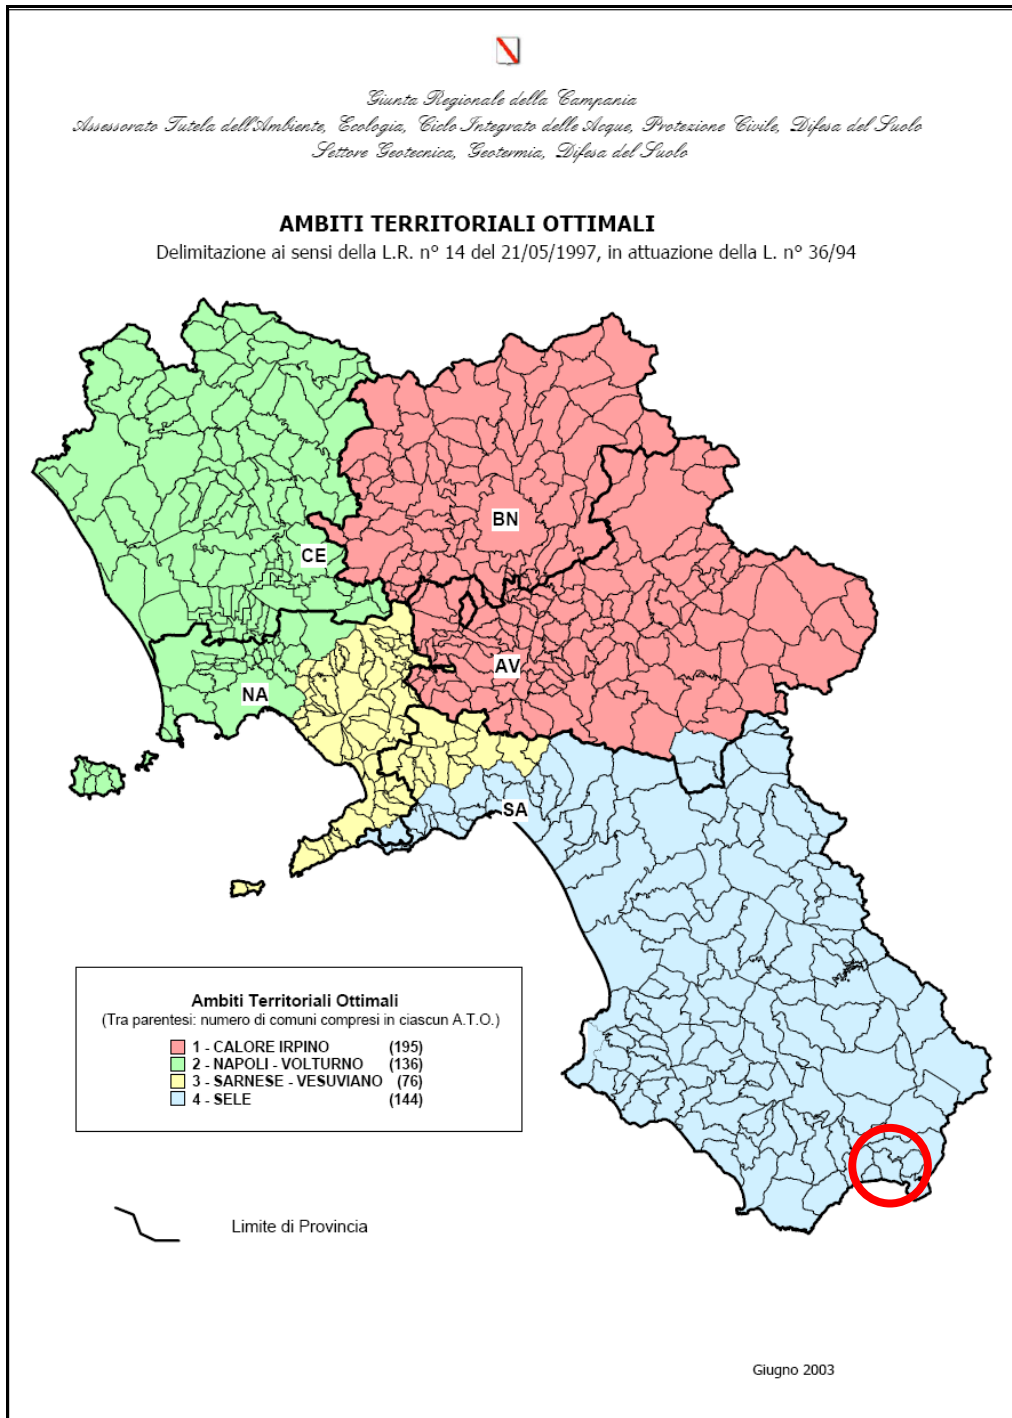 Giunta Regionale della Campania
Assessorato Tutela dell'Ambiente, Ecologia, Ciclo Integrato delle Acque, Protezione Civile, Difesa del Suolo
Settore Geotecnica, Geotermia, Difesa del Suolo
AMBITI TERRITORIALI OTTIMALI
Delimitazione ai sensi della L.R. n° 14 del 21/05/1997, in attuazione della L. n° 36/94
BN
CE
AV
NA
SA
Ambiti Territoriali Ottimali
(Tra parentesi: numero di comuni compresi in ciascun A.T.O.)
1 - CALORE IRPINO (195)
2 - NAPOLI - VOLTURNO (136)
3 - SARNESE - VESUVIANO (76)
4 - SELE (144)
Limite di Provincia
Giugno 2003